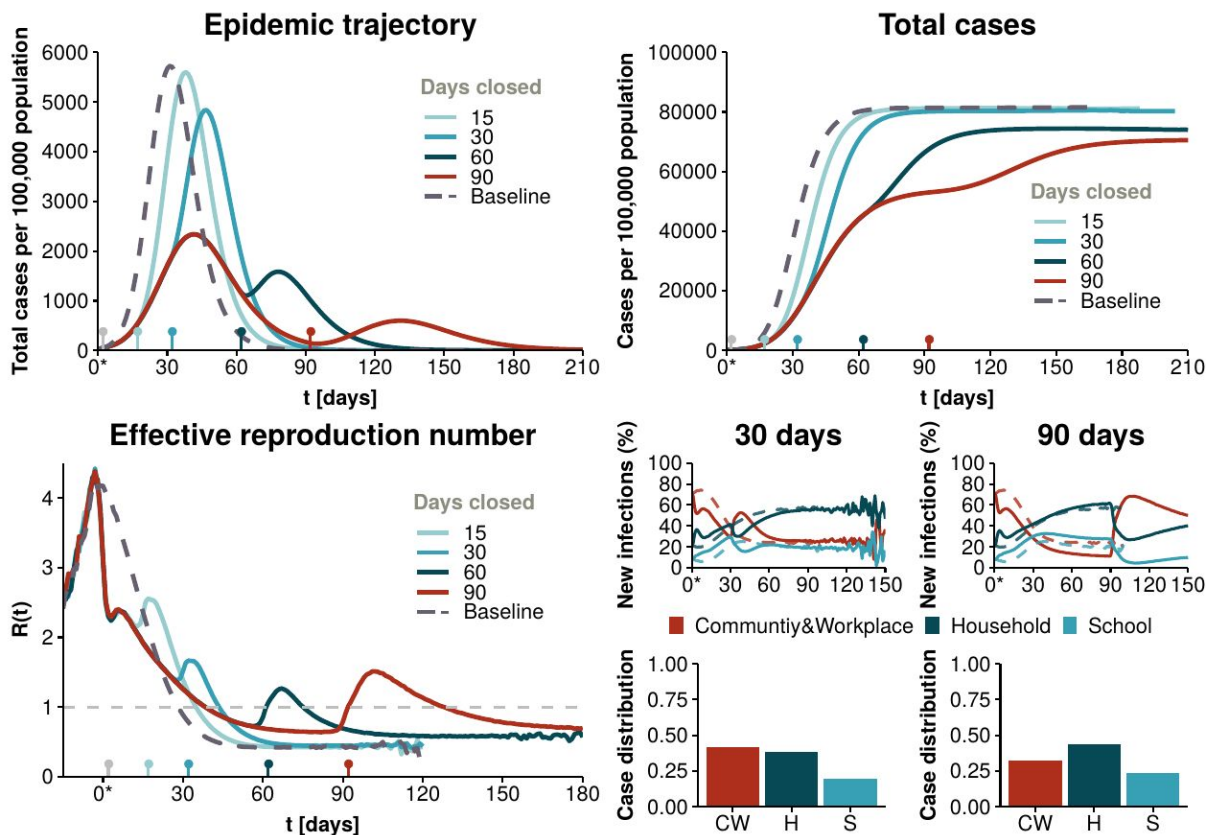 Epidemic trajectory
Total cases per 100,000 population
6000
5000
4000
3000
2000
1000
0
Days closed
15
30
60
90
Baseline
0* 30 60 90 120 150 180 210
t [days]
Total cases
Cases per 100,000 population
100000
80000
60000
40000
20000
0
Days closed
15
30
60
90
Baseline
0* 30 60 90 120 150 180 210
t [days]
Effective reproduction number
R(t)
4
3
2
1
0
Days closed
15
30
60
90
Baseline
0* 30 60 90 120 150 180
t [days]
30 days
New infections (%)
100
80
60
40
20
0
0* 30 60 90 120 150
90 days
New infections (%)
100
80
60
40
20
0
0* 30 60 90 120 150
Communtiy&Workplace Household School
Case distribution
1.00
0.75
0.50
0.25
0.00
CW H S
Case distribution
1.00
0.75
0.50
0.25
0.00
CW H S